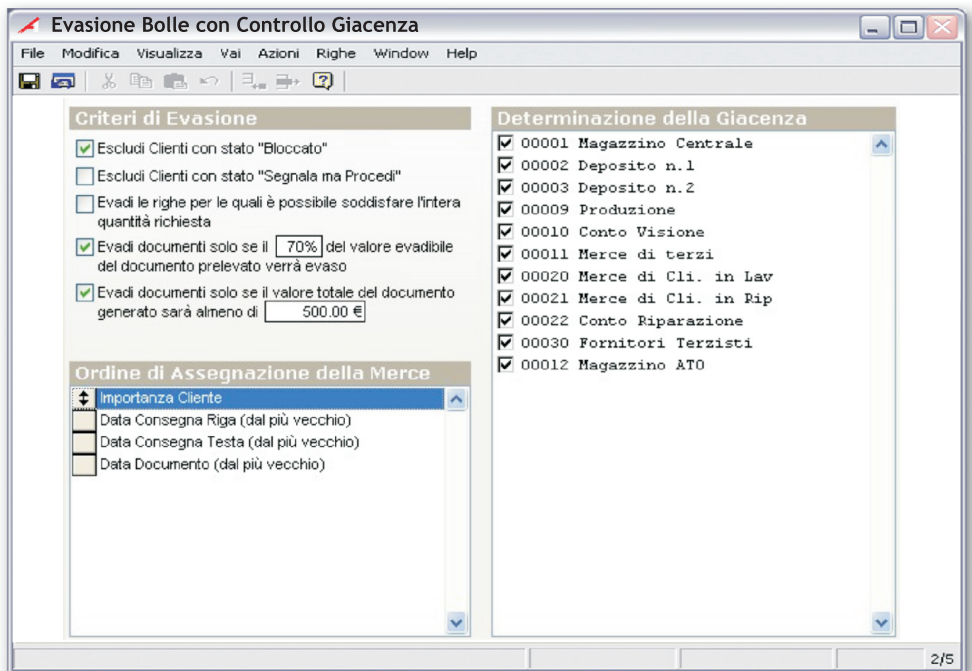 Evasione Bolle con Controllo Giacenza
File Modifica Visualizza Vai Azioni Righe Window Help
Criteri di Evasione
Escludi Clienti con stato "Bloccato"
Escludi Clienti con stato "Segnala ma Procedi"
Evadi le righe per le quali è possibile soddisfare l'intera
quantità richiesta
Evadi documenti solo se il 70% del valore evadibile
del documento prelevato verrà evaso
Evadi documenti solo se il valore totale del documento
generato sarà almeno di 500.00 €
Ordine di Assegnazione della Merce
Importanza Cliente
Data Consegna Riga (dal più vecchio)
Data Consegna Testa (dal più vecchio)
Data Documento (dal più vecchio)
Determinazione della Giacenza
00001 Magazzino Centrale
00002 Deposito n.1
00003 Deposito n.2
00009 Produzione
00010 Conto Visione
00011 Merce di terzi
00020 Merce di Cli. in Lav
00021 Merce di Cli. in Rip
00022 Conto Riparazione
00030 Fornitori Terzisti
00012 Magazzino ATO
2/5